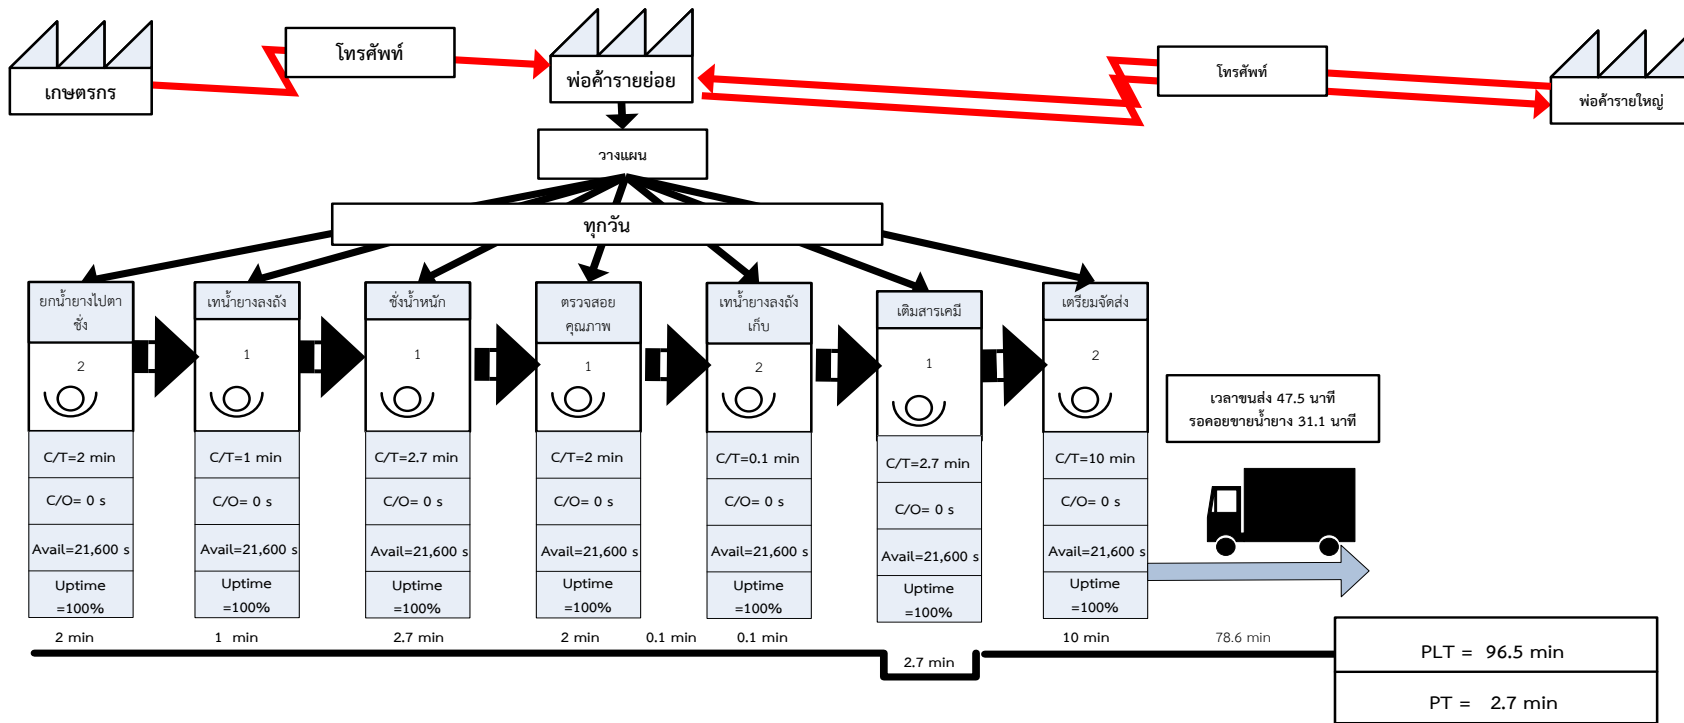 เกษตรกร
โทรศัพท์
พ่อค้ารายย่อย
โทรศัพท์
พ่อค้ารายใหญ่
วางแผน
ทุกวัน
ยกน้ำยางไปตา
ชั่ง
2
C/T=2 min
C/O= 0 s
Avail=21,600 s
Uptime
=100%
เทน้ำยางลงถัง
1
C/T=1 min
C/O= 0 s
Avail=21,600 s
Uptime
=100%
ชั่งน้ำหนัก
1
C/T=2.7 min
C/O= 0 s
Avail=21,600 s
Uptime
=100%
ตรวจสอย
คุณภาพ
1
C/T=2 min
C/O= 0 s
Avail=21,600 s
Uptime
=100%
เทน้ำยางลงถัง
เก็บ
2
C/T=0.1 min
C/O= 0 s
Avail=21,600 s
Uptime
=100%
เติมสารเคมี
1
C/T=2.7 min
C/O= 0 s
Avail=21,600 s
Uptime
=100%
เตรียมจัดส่ง
2
C/T=10 min
C/O= 0 s
Avail=21,600 s
Uptime
=100%
เวลาขนส่ง 47.5 นาที
รอคอยขายน้ำยาง 31.1 นาที
2 min
1 min
2.7 min
2 min
0.1 min
0.1 min
2.7 min
10 min
78.6 min
PLT = 96.5 min
PT = 2.7 min